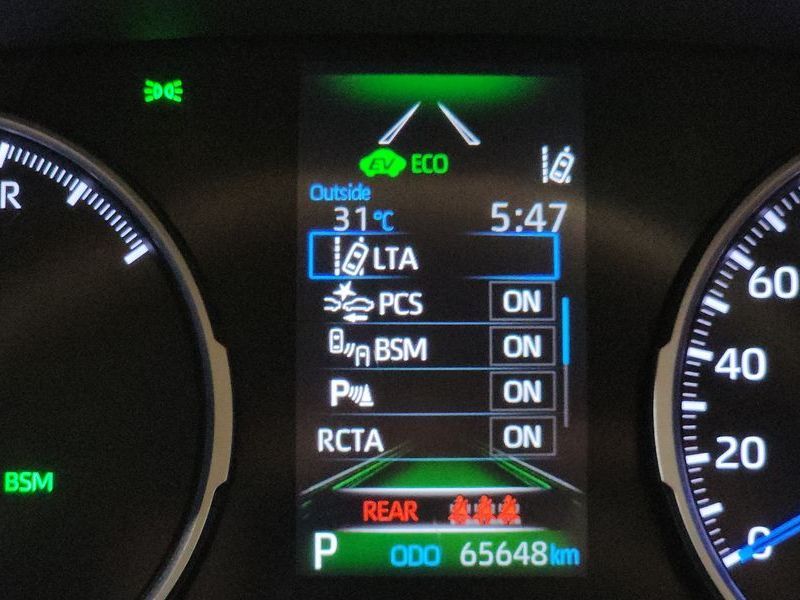 EV ECO
Outside
31°C 5:47
LTA
PCS ON
BSM ON
P ON
RCTA ON
REAR
P ODO 65648km
R
BSM
60
40
20
0